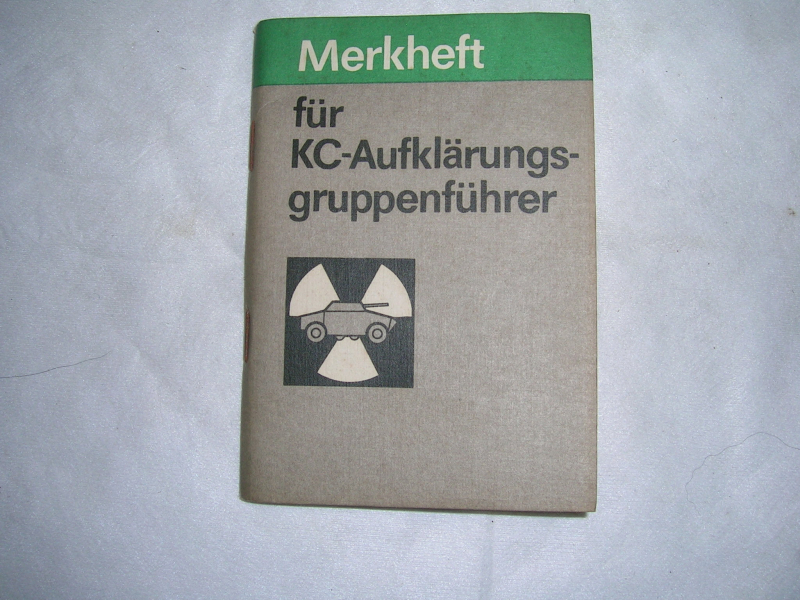 Merkheft
für
KC-Aufklärungs-
gruppenführer